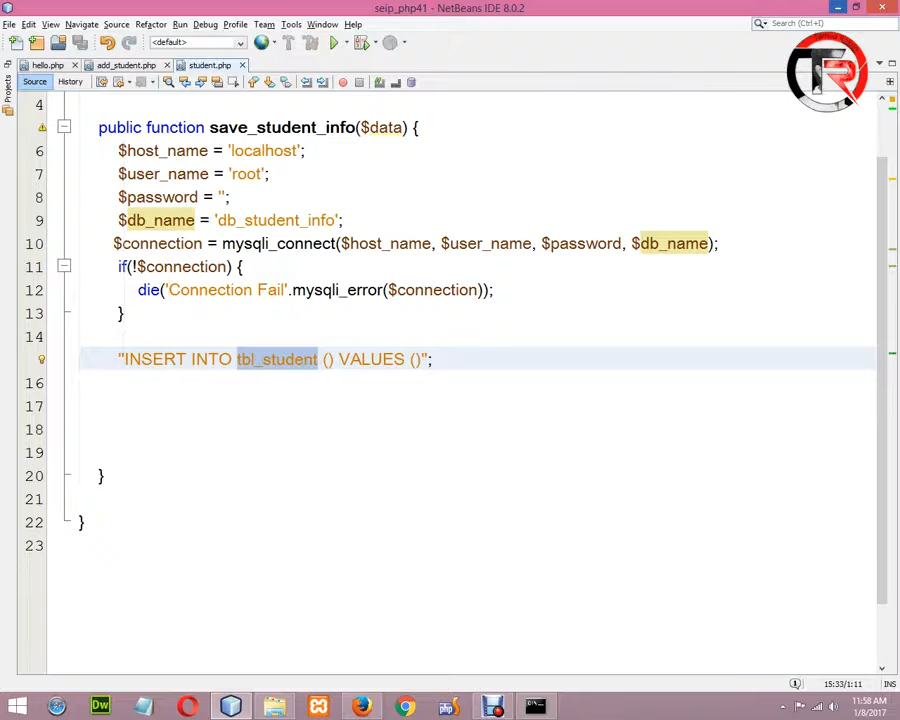 seip_php41 - NetBeans IDE 8.0.2
File Edit View Navigate Source Refactor Run Debug Profile Team Tools Window Help
<default>
Search (Ctrl+I)
hello.php x add_student.php x student.php x
Source History
Projects
4
public function save_student_info($data) {
6 $host_name = 'localhost';
7 $user_name = 'root';
8 $password = '';
9 $db_name = 'db_student_info';
10 $connection = mysqli_connect($host_name, $user_name, $password, $db_name);
11 if(!$connection) {
12 die('Connection Fail'.mysqli_error($connection));
13 }
14
"INSERT INTO tbl_student () VALUES ()";
16
17
18
19
20 }
21
22 }
23
15:33/1:11 INS
11:58 AM
1/8/2017